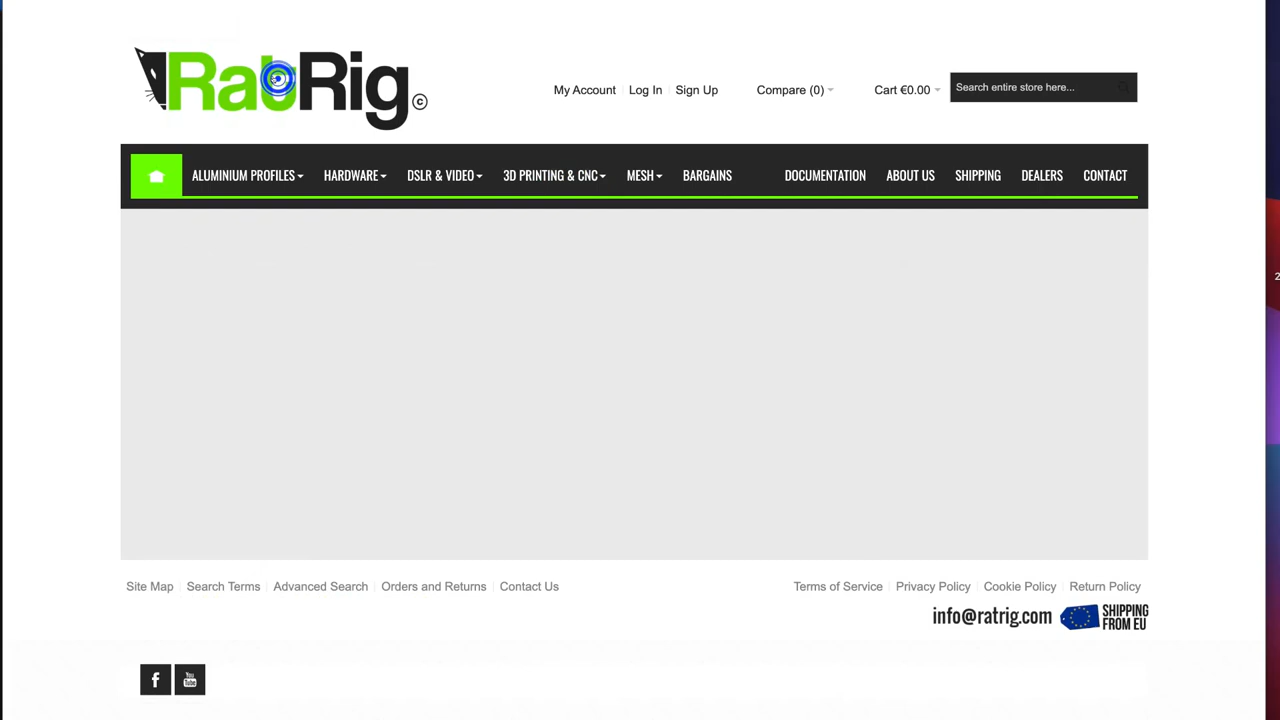 RatRig ©
My Account Log In Sign Up Compare (0) Cart €0.00 Search entire store here...
ALUMINIUM PROFILES HARDWARE DSLR & VIDEO 3D PRINTING & CNC MESH BARGAINS DOCUMENTATION ABOUT US SHIPPING DEALERS CONTACT
Site Map Search Terms Advanced Search Orders and Returns Contact Us Terms of Service Privacy Policy Cookie Policy Return Policy
info@ratrig.com SHIPPING
FROM EU
f You
Tube
2